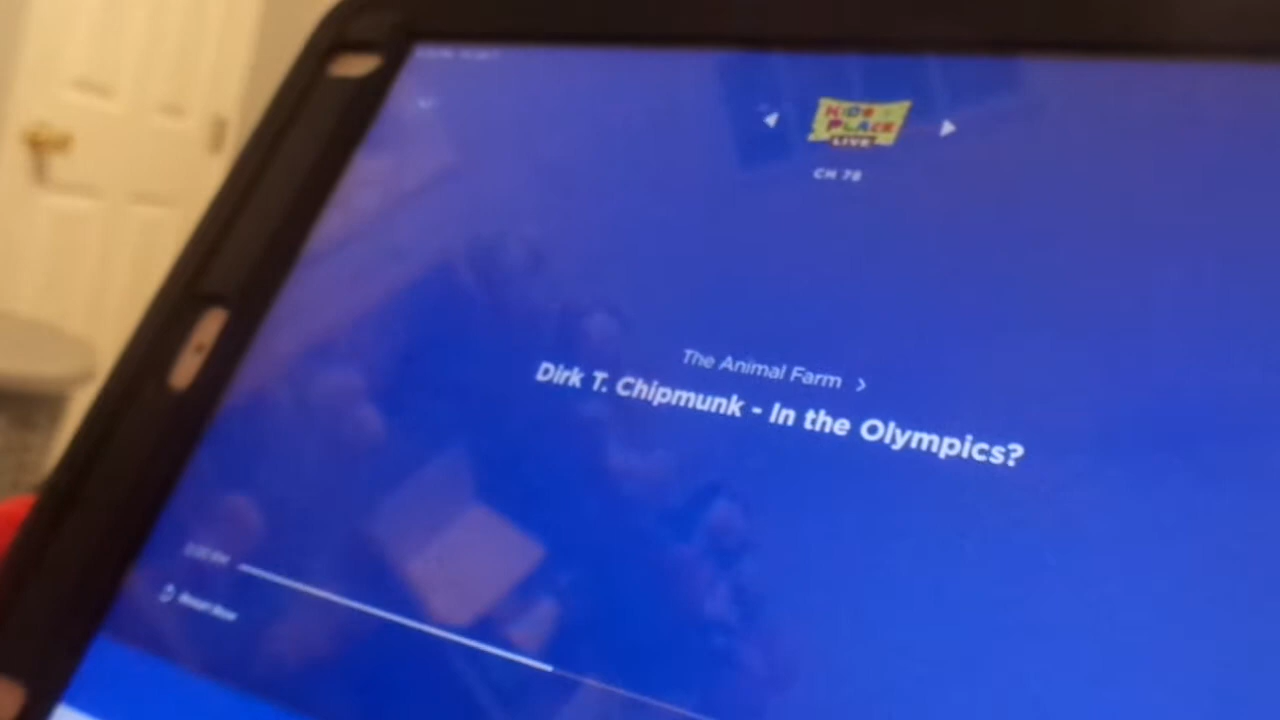 KIDS
PLACE
LIVE
CH 78
The Animal Farm
Dirk T. Chipmunk - In the Olympics?